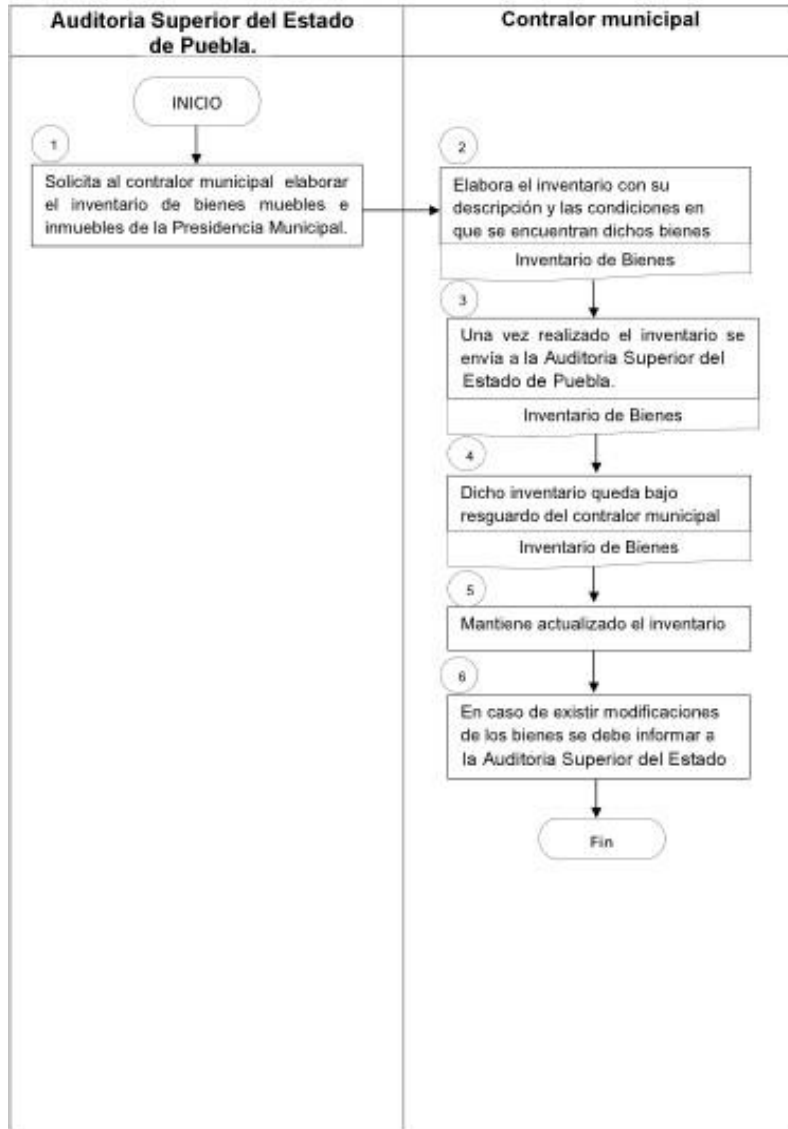 Auditoria Superior del Estado
de Puebla.
Contralor municipal
INICIO
1
Solicita al contralor municipal elaborar
el inventario de bienes muebles e
inmuebles de la Presidencia Municipal.
2
Elabora el inventario con su
descripción y las condiciones en
que se encuentran dichos bienes
Inventario de Bienes
3
Una vez realizado el inventario se
envía a la Auditoria Superior del
Estado de Puebla.
Inventario de Bienes
4
Dicho inventario queda bajo
resguardo del contralor municipal
Inventario de Bienes
5
Mantiene actualizado el inventario
6
En caso de existir modificaciones
de los bienes se debe informar a
la Auditoria Superior del Estado
Fin